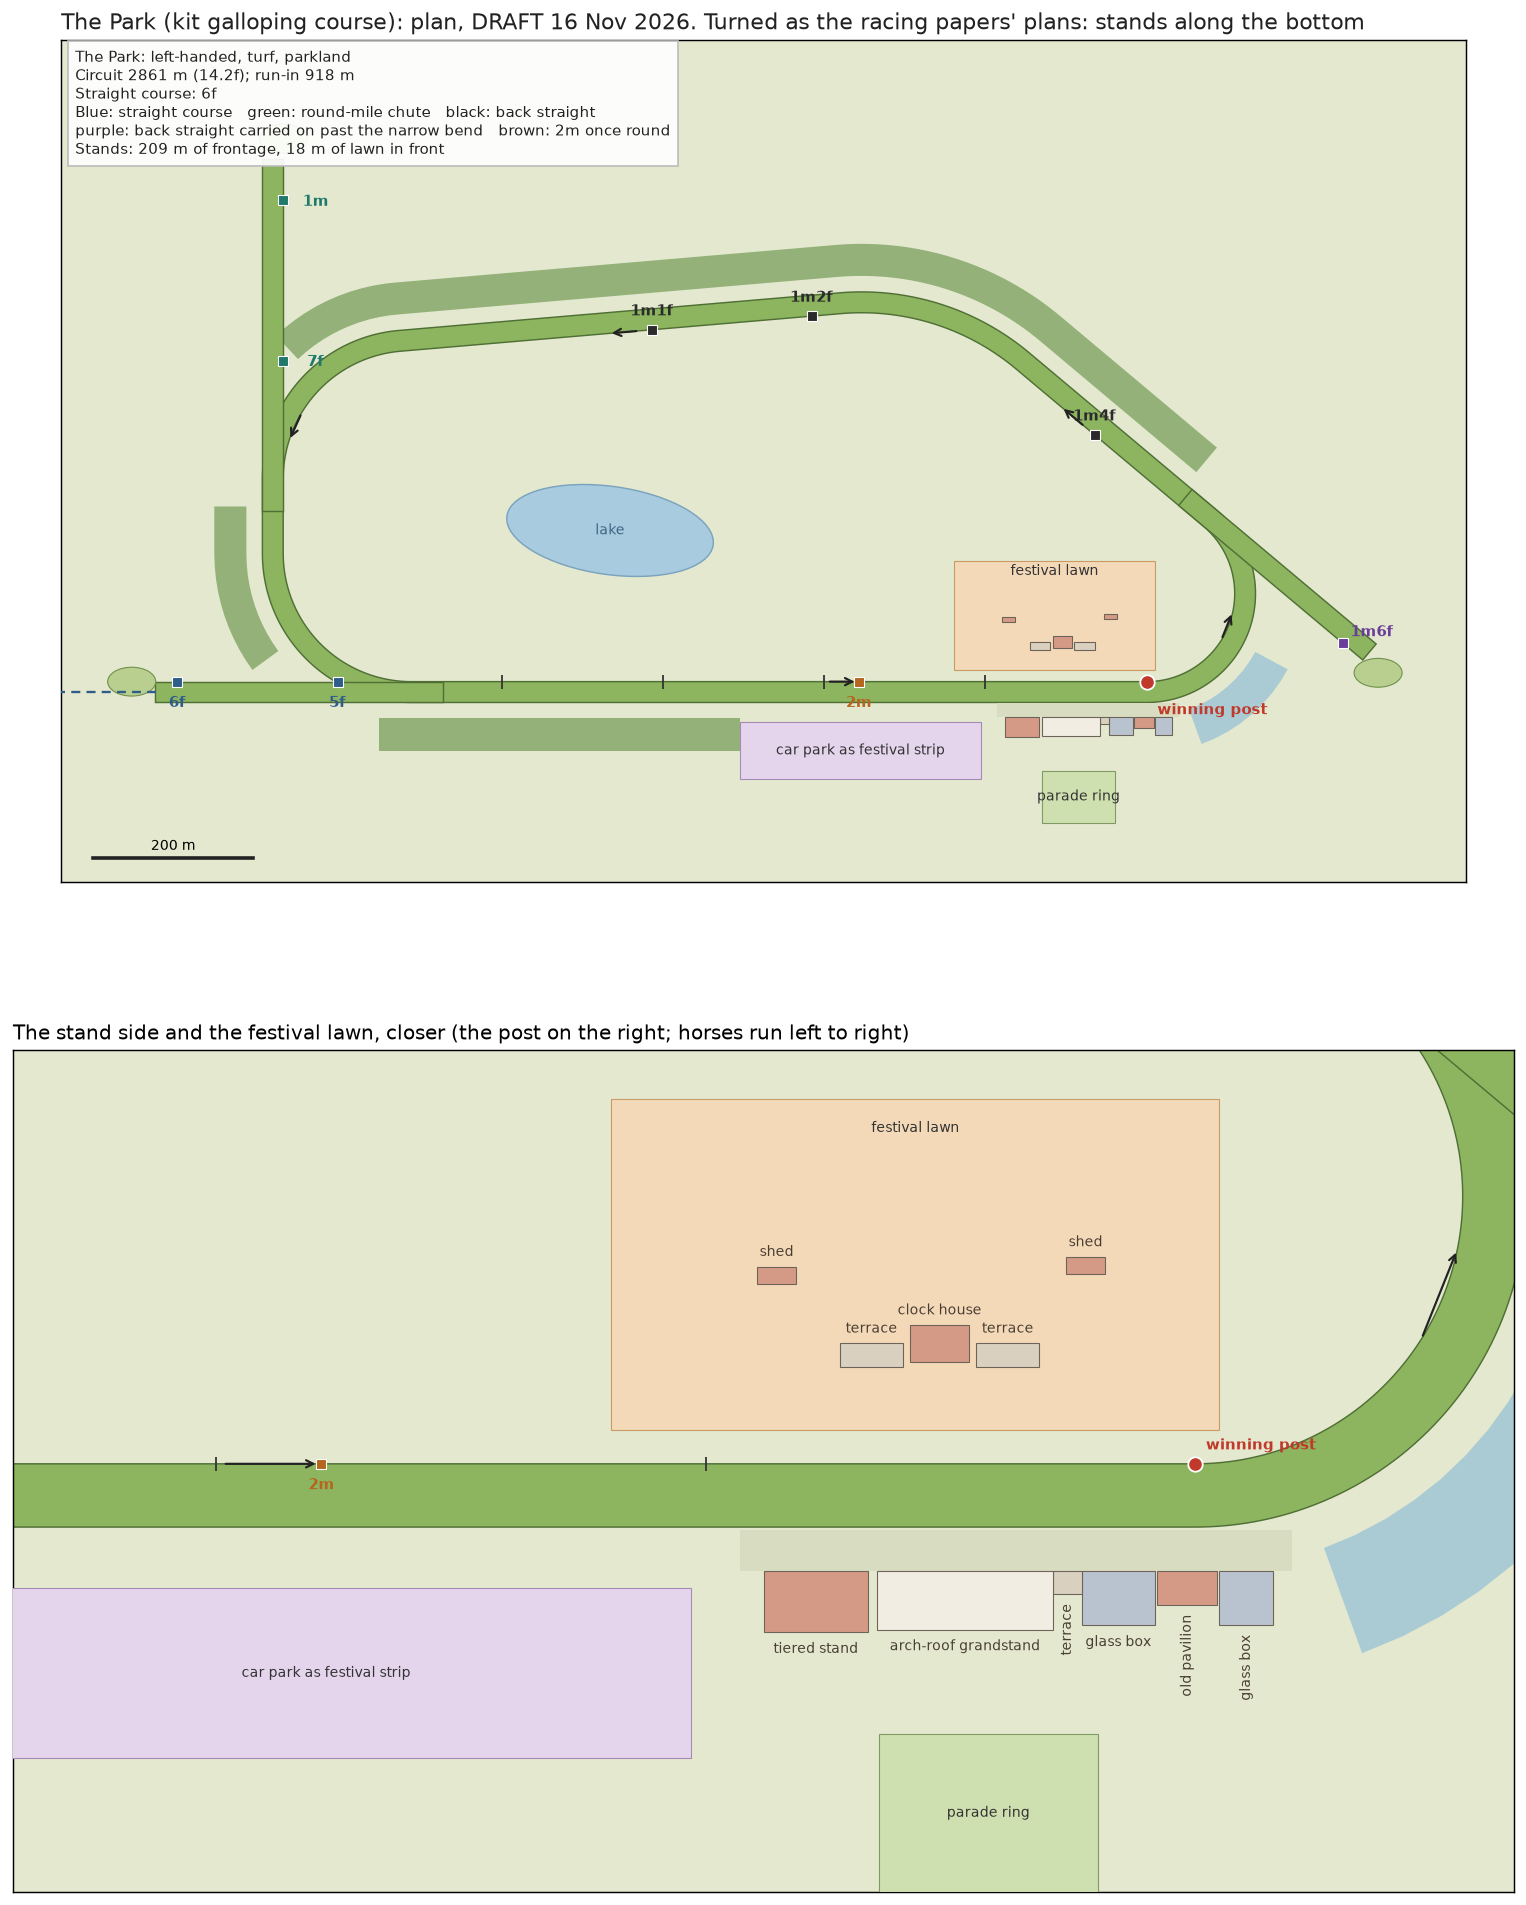 The Park (kit galloping course): plan, DRAFT 16 Nov 2026. Turned as the racing papers' plans: stands along the bottom
The Park: left-handed, turf, parkland
Circuit 2861 m (14.2f); run-in 918 m
Straight course: 6f
Blue: straight course   green: round-mile chute   black: back straight
purple: back straight carried on past the narrow bend   brown: 2m once round
Stands: 209 m of frontage, 18 m of lawn in front
1m
1m1f
1m2f
7f
1m4f
lake
festival lawn
1m6f
6f
5f
2m
winning post
car park as festival strip
parade ring
200 m
The stand side and the festival lawn, closer (the post on the right; horses run left to right)
festival lawn
shed
shed
clock house
terrace
terrace
winning post
2m
tiered stand
arch-roof grandstand
terrace
glass box
old pavilion
glass box
car park as festival strip
parade ring